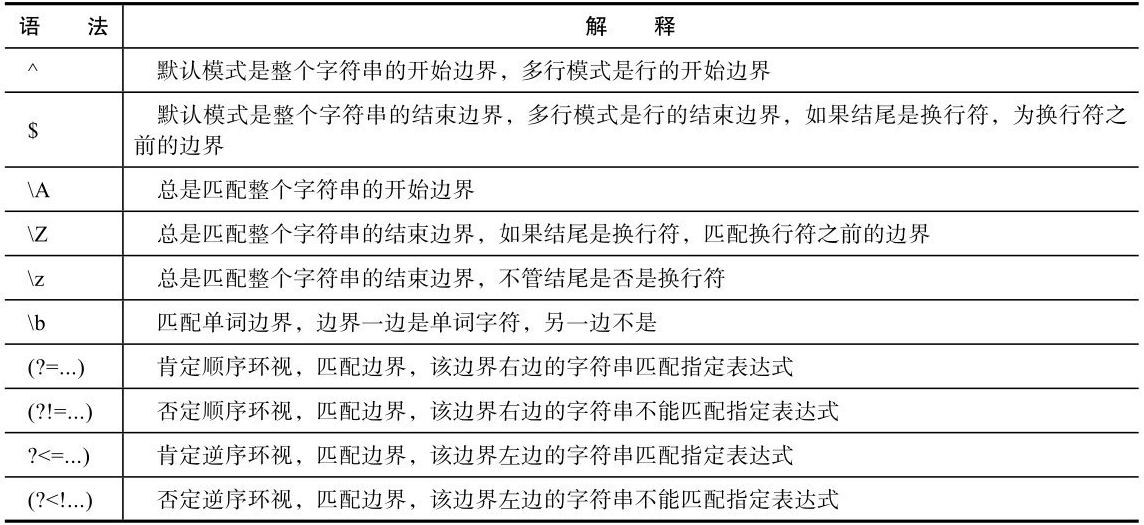 语 法 解 释
^ 默认模式是整个字符串的开始边界，多行模式是行的开始边界
$ 默认模式是整个字符串的结束边界，多行模式是行的结束边界，如果结尾是换行符，为换行符之
前的边界
\A 总是匹配整个字符串的开始边界
\Z 总是匹配整个字符串的结束边界，如果结尾是换行符，匹配换行符之前的边界
\z 总是匹配整个字符串的结束边界，不管结尾是否是换行符
\b 匹配单词边界，边界一边是单词字符，另一边不是
(?=...) 肯定顺序环视，匹配边界，该边界右边的字符串匹配指定表达式
(?!=...) 否定顺序环视，匹配边界，该边界右边的字符串不能匹配指定表达式
?<=...) 肯定逆序环视，匹配边界，该边界左边的字符串匹配指定表达式
(?<!...) 否定逆序环视，匹配边界，该边界左边的字符串不能匹配指定表达式